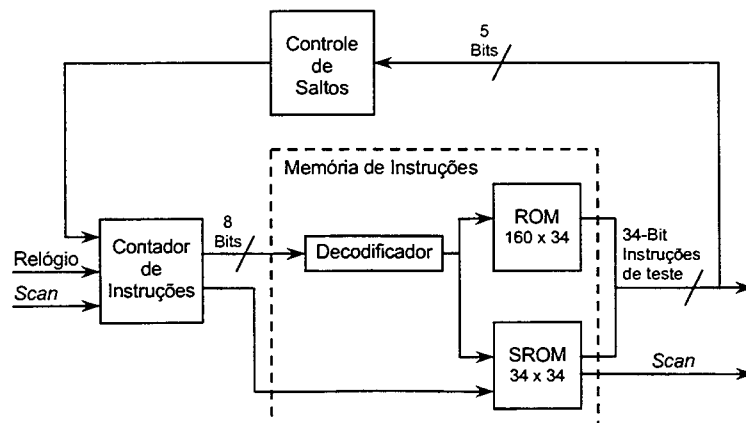 Controle
de
Saltos
5
Bits
Memória de Instruções
8
Bits
Relógio
Scan
Contador
de
Instruções
Decodificador
ROM
160 x 34
34-Bit
Instruções
de teste
SROM
34 x 34
Scan